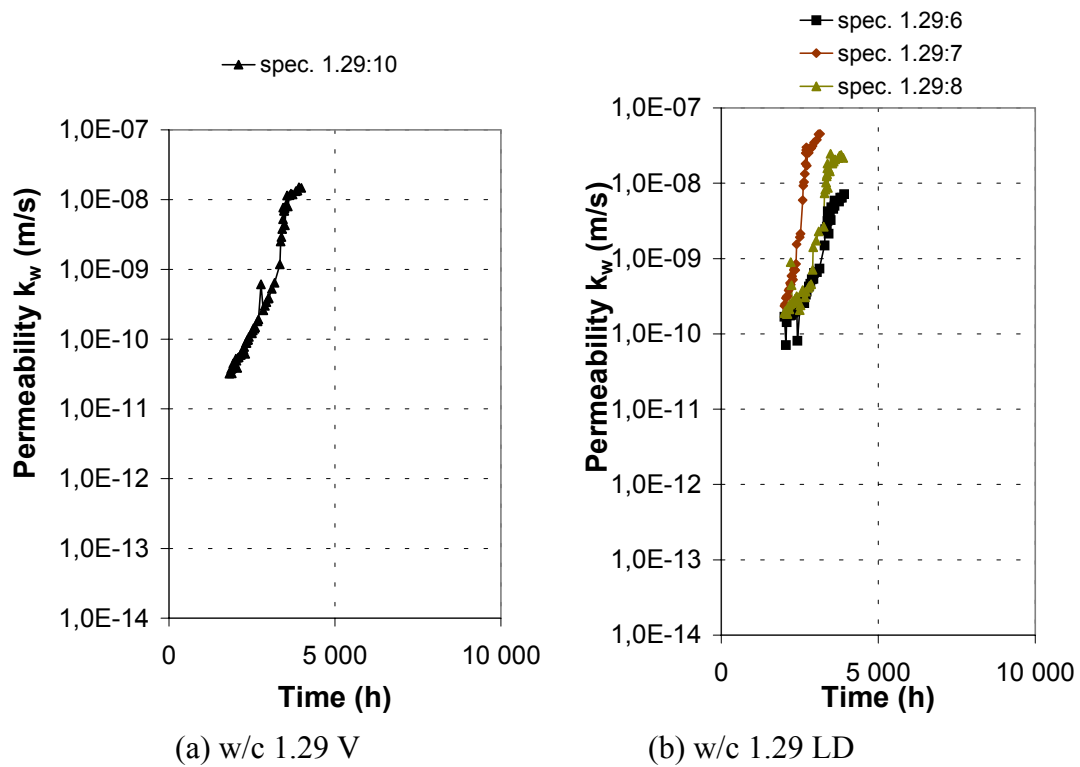 spec. 1.29:10
1,0E-07
1,0E-08
1,0E-09
1,0E-10
1,0E-11
1,0E-12
1,0E-13
1,0E-14
Permeability kw (m/s)
0
5 000
10 000
Time (h)
(a) w/c 1.29 V
spec. 1.29:6
spec. 1.29:7
spec. 1.29:8
1,0E-07
1,0E-08
1,0E-09
1,0E-10
1,0E-11
1,0E-12
1,0E-13
1,0E-14
Permeability kw (m/s)
0
5 000
10 000
Time (h)
(b) w/c 1.29 LD